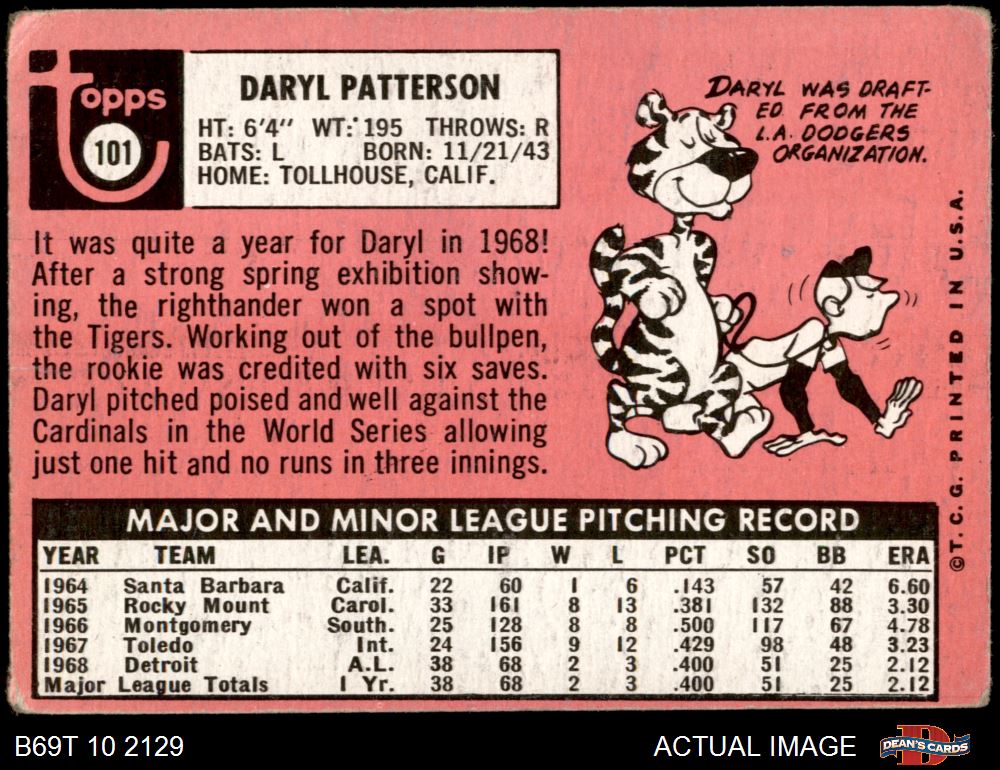 Topps
101
DARYL PATTERSON
HT: 6'4" WT: 195 THROWS: R
BATS: L BORN: 11/21/43
HOME: TOLLHOUSE, CALIF.
DARYL WAS DRAFT-
ED FROM THE
L.A. DODGERS
ORGANIZATION.
It was quite a year for Daryl in 1968!
After a strong spring exhibition show-
ing, the righthander won a spot with
the Tigers. Working out of the bullpen,
the rookie was credited with six saves.
Daryl pitched poised and well against the
Cardinals in the World Series allowing
just one hit and no runs in three innings.
MAJOR AND MINOR LEAGUE PITCHING RECORD
YEAR TEAM LEA. G IP W L PCT SO BB ERA
1964 Santa Barbara Calif. 22 60 1 6 .143 57 42 6.60
1965 Rocky Mount Carol. 33 161 8 13 .381 132 88 3.30
1966 Montgomery South. 25 128 8 8 .500 117 67 4.78
1967 Toledo Int. 24 156 9 12 .429 98 48 3.23
1968 Detroit A.L. 38 68 2 3 .400 51 25 2.12
Major League Totals 1 Yr. 38 68 2 3 .400 51 25 2.12
© T. C. G. PRINTED IN U.S.A.
B69T 10 2129
ACTUAL IMAGE
D
DEAN'S CARDS